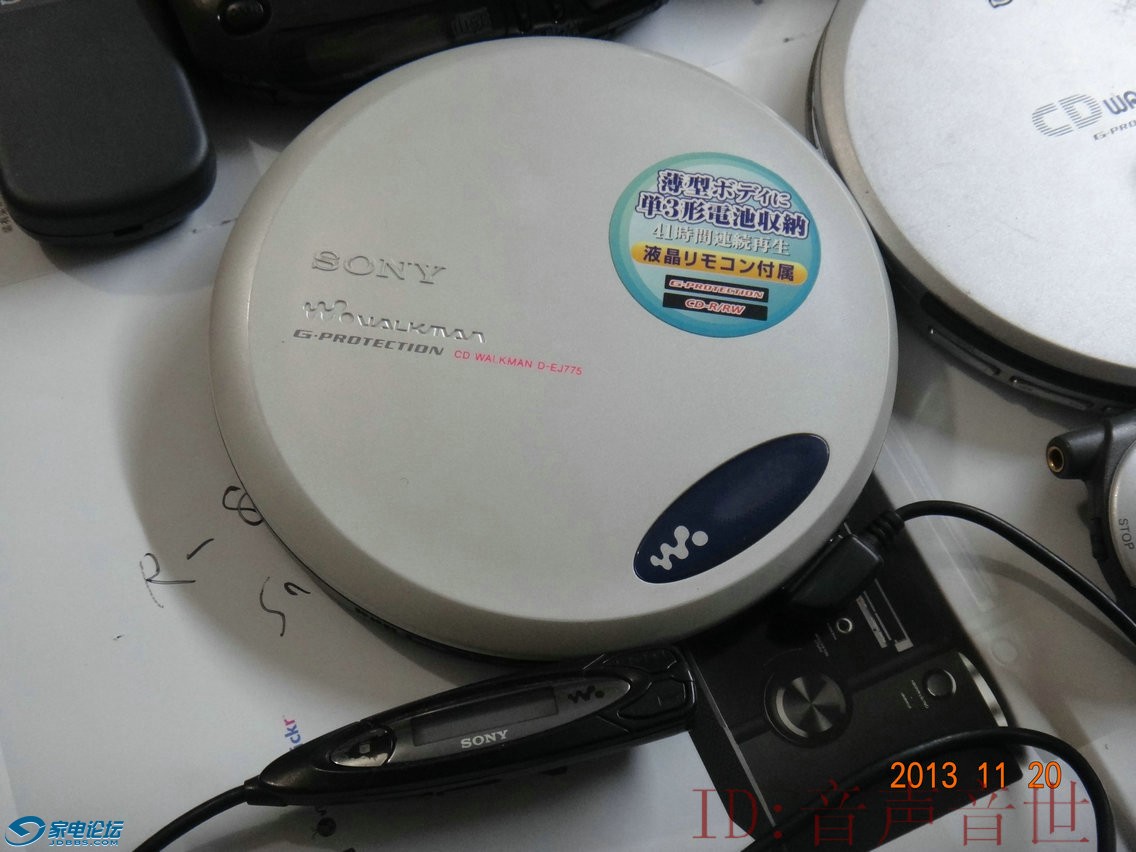 SONY
WALKMAN
G-PROTECTION
CD WALKMAN D-EJ775
薄型ボディに
単3形電池収納
41時間連続再生
液晶リモコン付属
G-PROTECTION
CD-R/RW
CD WA
G-PRO
STOP
SONY
ckr
2013 11 20
ID:音声音世
家电论坛
JDBBS.COM